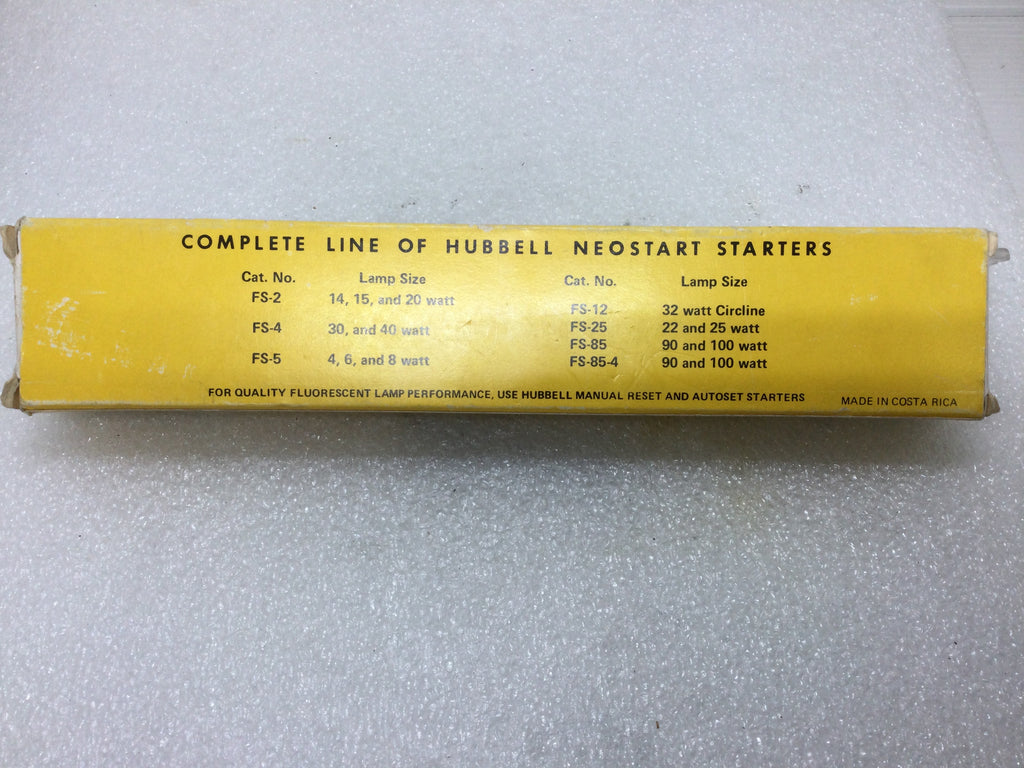 COMPLETE LINE OF HUBBELL NEOSTART STARTERS
Cat. No. Lamp Size
FS-2 14, 15, and 20 watt
FS-4 30, and 40 watt
FS-5 4, 6, and 8 watt
Cat. No. Lamp Size
FS-12 32 watt Circline
FS-25 22 and 25 watt
FS-85 90 and 100 watt
FS-85-4 90 and 100 watt
FOR QUALITY FLUORESCENT LAMP PERFORMANCE, USE HUBBELL MANUAL RESET AND AUTOSET STARTERS
MADE IN COSTA RICA